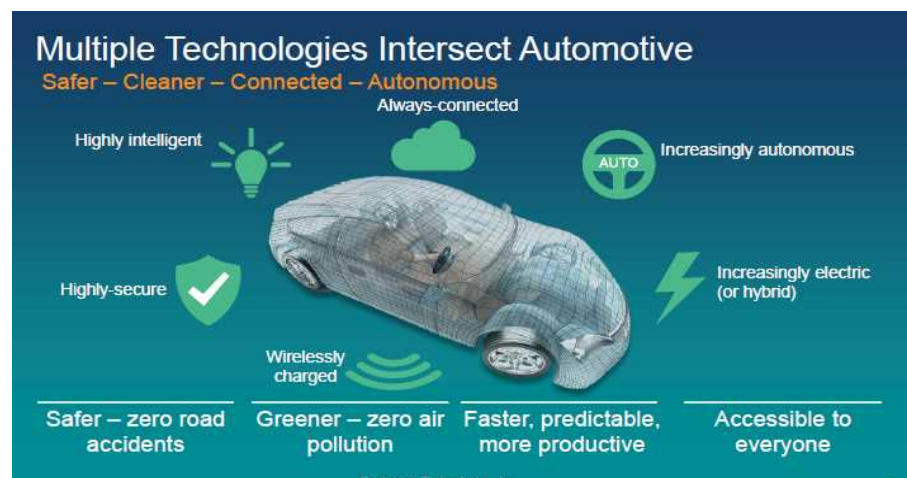 Multiple Technologies Intersect Automotive
Safer – Cleaner – Connected – Autonomous
Always-connected
Highly intelligent
AUTO
Increasingly autonomous
Highly-secure
Increasingly electric
(or hybrid)
Wirelessly
charged
Safer – zero road
accidents
Greener – zero air
pollution
Faster, predictable,
more productive
Accessible to
everyone